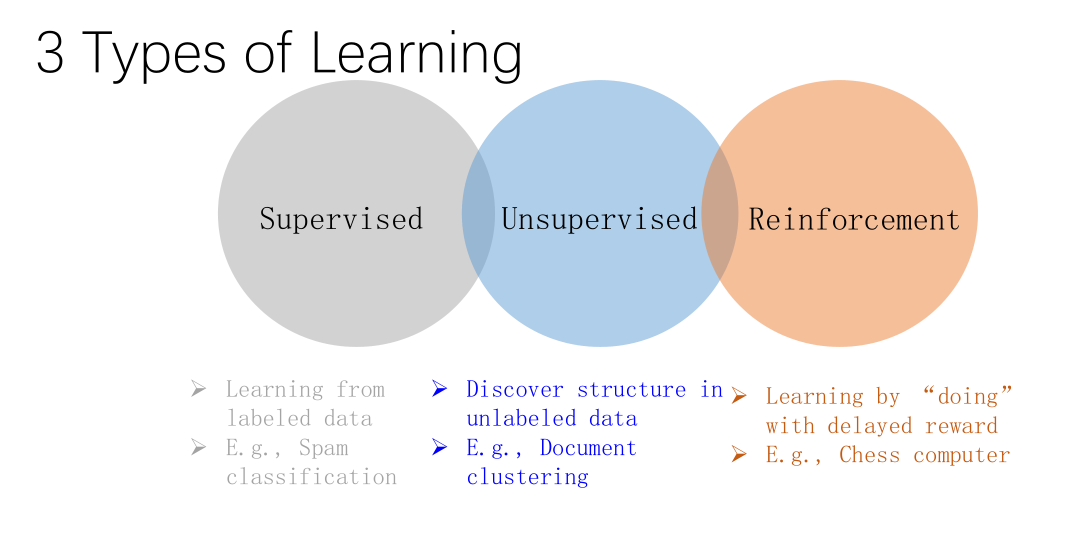 3 Types of Learning
Supervised
Unsupervised
Reinforcement
➢ Learning from
labeled data
➢ E.g., Spam
classification
➢ Discover structure in
unlabeled data
➢ E.g., Document
clustering
➢ Learning by “doing”
with delayed reward
➢ E.g., Chess computer